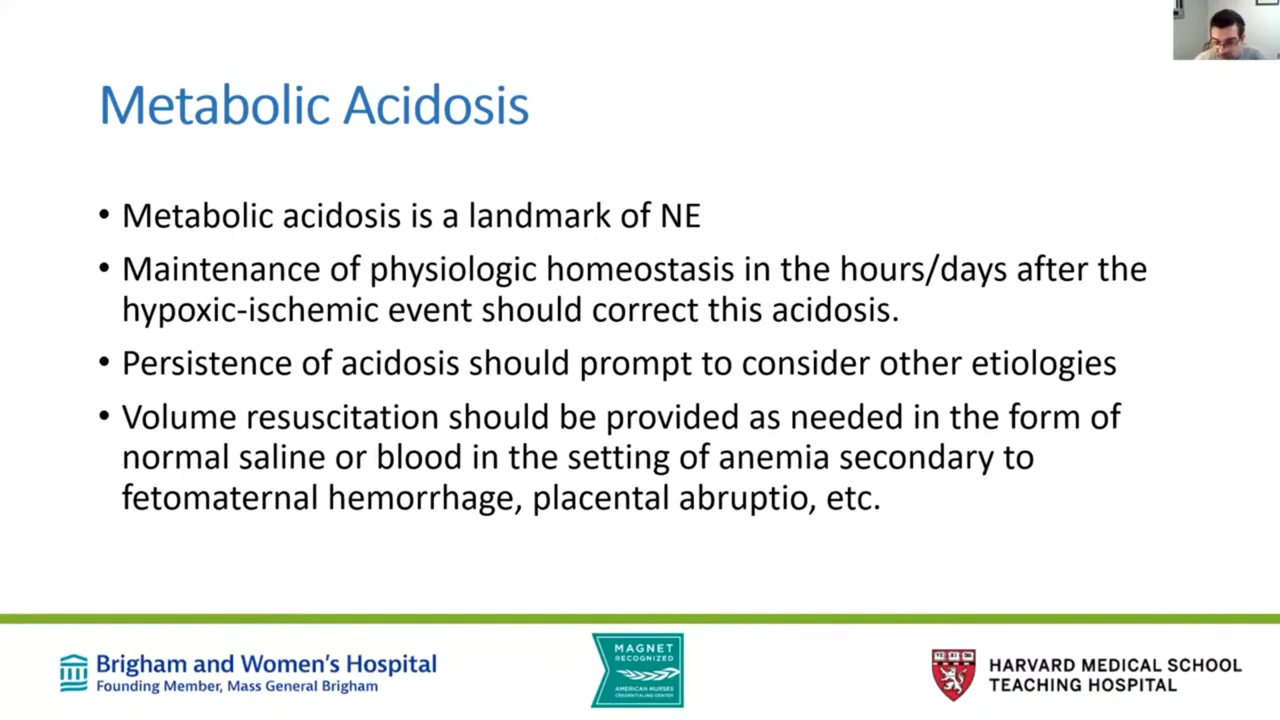 Metabolic Acidosis
• Metabolic acidosis is a landmark of NE
• Maintenance of physiologic homeostasis in the hours/days after the
hypoxic-ischemic event should correct this acidosis.
• Persistence of acidosis should prompt to consider other etiologies
• Volume resuscitation should be provided as needed in the form of
normal saline or blood in the setting of anemia secondary to
fetomaternal hemorrhage, placental abruptio, etc.
Brigham and Women's Hospital
Founding Member, Mass General Brigham
MAGNET
RECOGNIZED
AMERICAN NURSES
CREDENTIALING CENTER
HARVARD MEDICAL SCHOOL
TEACHING HOSPITAL